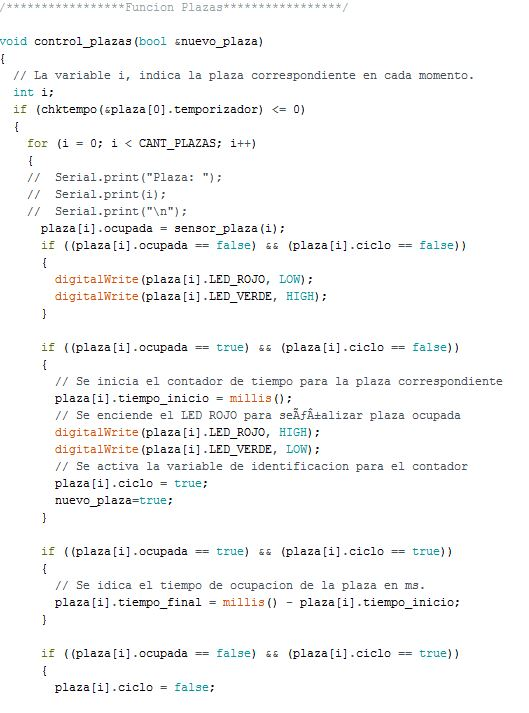 /*****************Funcion Plazas*****************/
void control_plazas(bool &nuevo_plaza)
{
  // La variable i, indica la plaza correspondiente en cada momento.
  int i;
  if (chktempo(&plaza[0].temporizador) <= 0)
  {
    for (i = 0; i < CANT_PLAZAS; i++)
    {
    //  Serial.print("Plaza: ");
    //  Serial.print(i);
    //  Serial.print("\n");
      plaza[i].ocupada = sensor_plaza(i);
      if ((plaza[i].ocupada == false) && (plaza[i].ciclo == false))
      {
        digitalWrite(plaza[i].LED_ROJO, LOW);
        digitalWrite(plaza[i].LED_VERDE, HIGH);
      }
      if ((plaza[i].ocupada == true) && (plaza[i].ciclo == false))
      {
        // Se inicia el contador de tiempo para la plaza correspondiente
        plaza[i].tiempo_inicio = millis();
        // Se enciende el LED ROJO para seÃƒÂ±alizar plaza ocupada
        digitalWrite(plaza[i].LED_ROJO, HIGH);
        digitalWrite(plaza[i].LED_VERDE, LOW);
        // Se activa la variable de identificacion para el contador
        plaza[i].ciclo = true;
        nuevo_plaza=true;
      }
      if ((plaza[i].ocupada == true) && (plaza[i].ciclo == true))
      {
        // Se idica el tiempo de ocupacion de la plaza en ms.
        plaza[i].tiempo_final = millis() - plaza[i].tiempo_inicio;
      }
      if ((plaza[i].ocupada == false) && (plaza[i].ciclo == true))
      {
        plaza[i].ciclo = false;